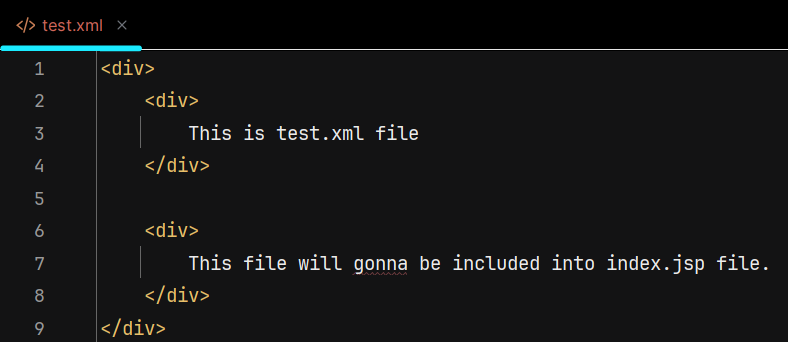 </> test.xml ×
1 <div>
2 <div>
3 This is test.xml file
4 </div>
5
6 <div>
7 This file will gonna be included into index.jsp file.
8 </div>
9 </div>